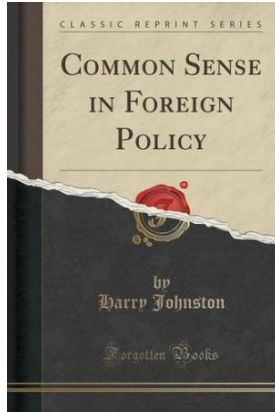 CLASSIC REPRINT SERIES
COMMON SENSE
IN FOREIGN
POLICY
by
Harry Johnston
Forgotten Books